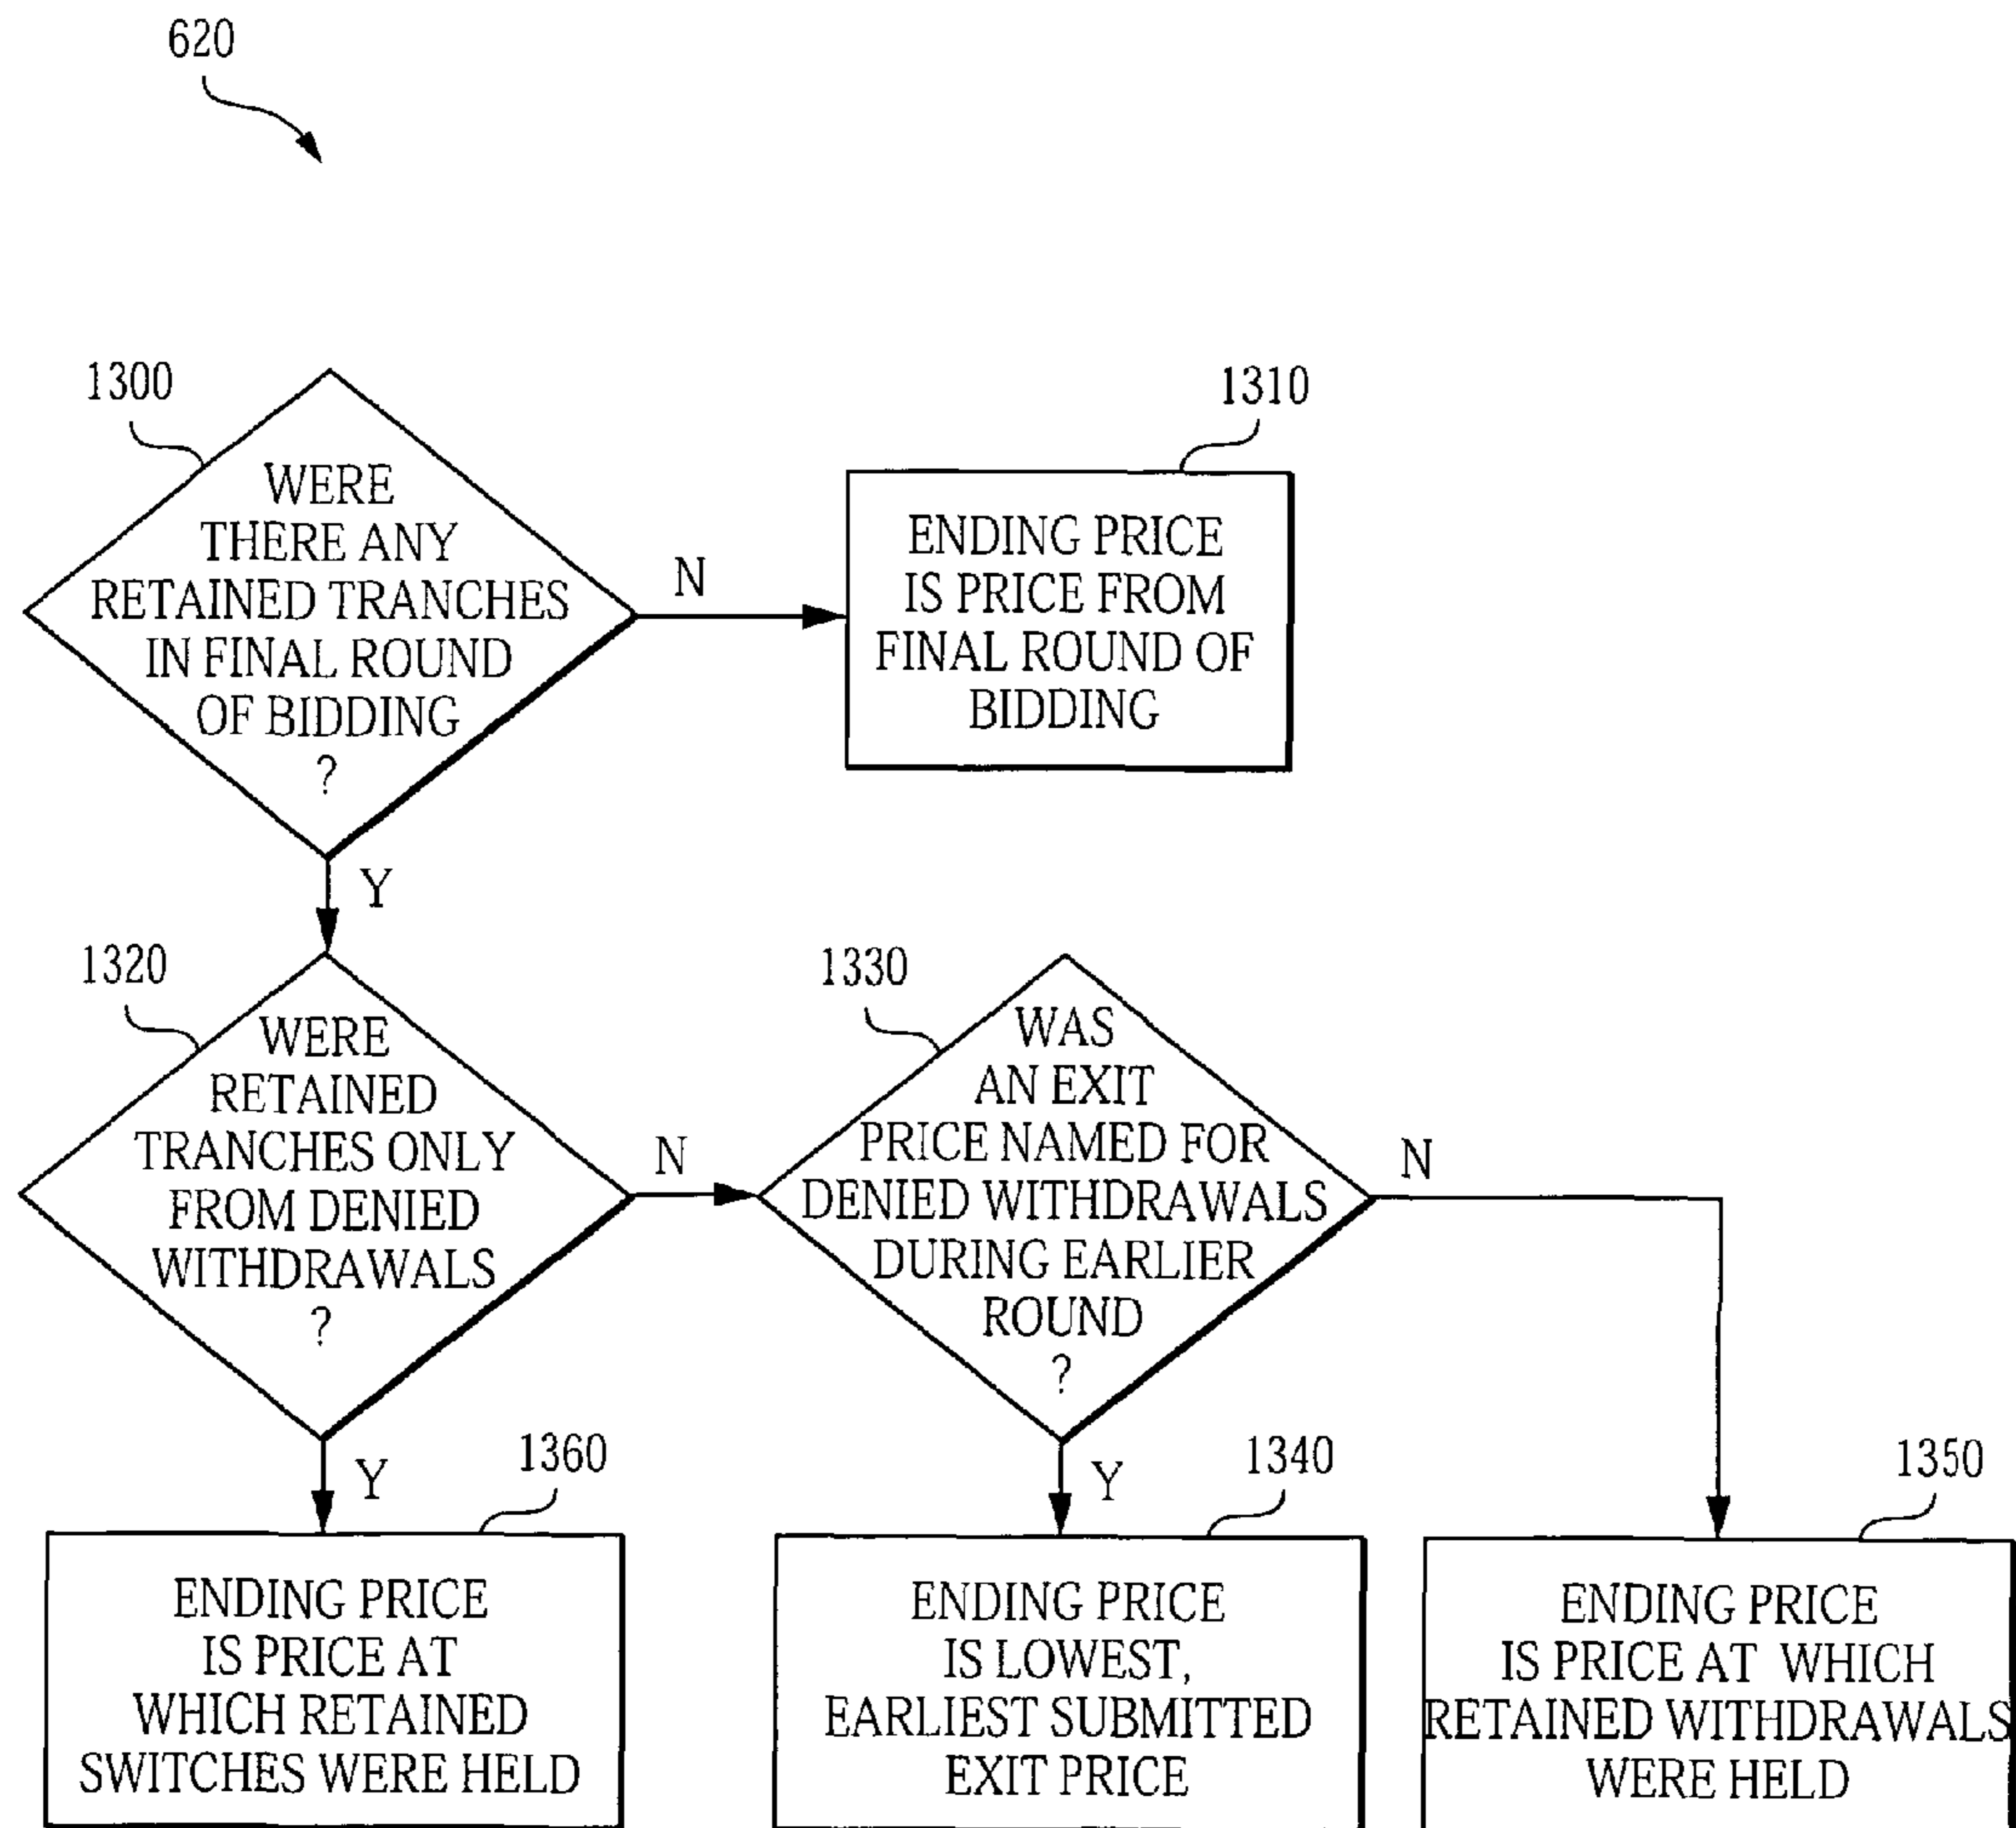 620
1300
WERE
THERE ANY
RETAINED TRANCHES
IN FINAL ROUND
OF BIDDING
?
N
1310
ENDING PRICE
IS PRICE FROM
FINAL ROUND OF
BIDDING
Y
1320
WERE
RETAINED
TRANCHES ONLY
FROM DENIED
WITHDRAWALS
?
N
1330
WAS
AN EXIT
PRICE NAMED FOR
DENIED WITHDRAWALS
DURING EARLIER
ROUND
?
N
Y
1360
ENDING PRICE
IS PRICE AT
WHICH RETAINED
SWITCHES WERE HELD
Y
1340
ENDING PRICE
IS LOWEST,
EARLIEST SUBMITTED
EXIT PRICE
1350
ENDING PRICE
IS PRICE AT WHICH
RETAINED WITHDRAWALS
WERE HELD